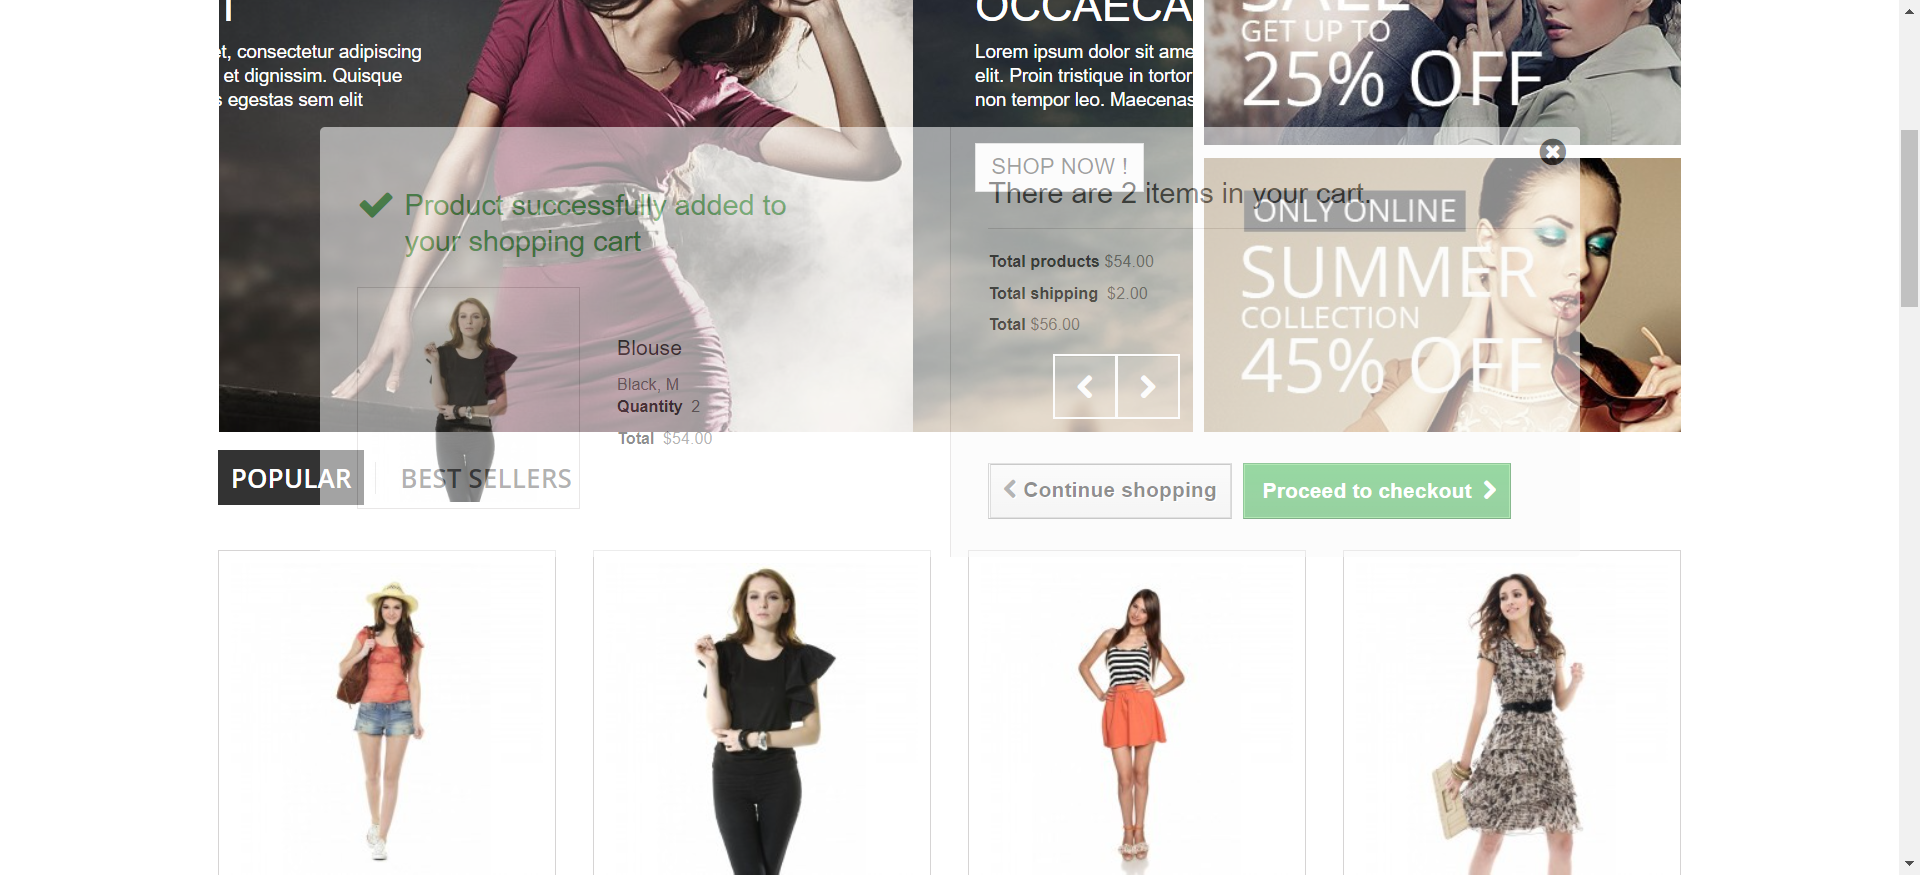 OCCAECA
SALE
GET UP TO
25% OFF
t, consectetur adipiscing
et dignissim. Quisque
s egestas sem elit
Lorem ipsum dolor sit ame
elit. Proin tristique in tortor
non tempor leo. Maecenas
SHOP NOW !
Product successfully added to
your shopping cart
There are 2 items in your cart.
ONLY ONLINE
SUMMER
COLLECTION
45% OFF
Total products $54.00
Total shipping $2.00
Total $56.00
Blouse
Black, M
Quantity 2
Total $54.00
POPULAR
BEST SELLERS
Continue shopping
Proceed to checkout